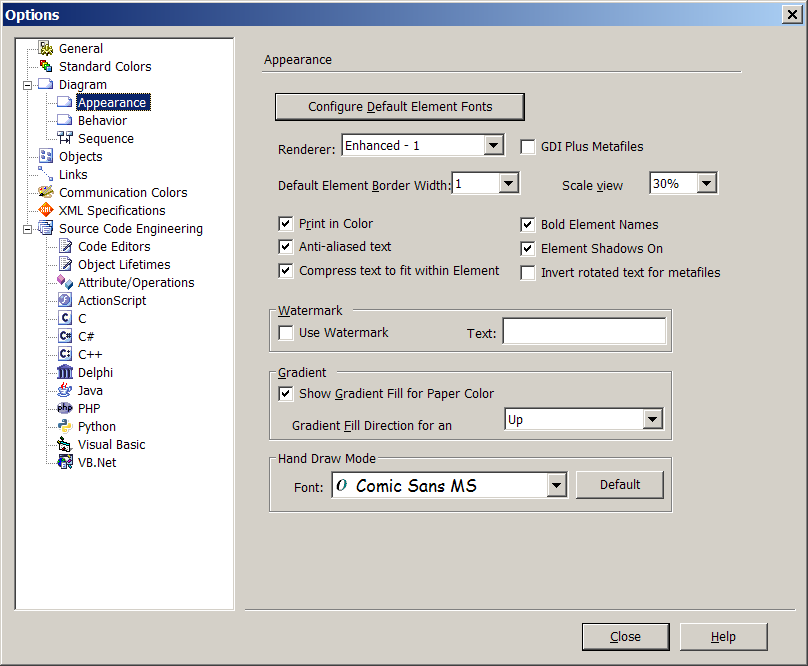 Options
General
Standard Colors
Diagram
Appearance
Behavior
Sequence
Objects
Links
Communication Colors
XML Specifications
Source Code Engineering
Code Editors
Object Lifetimes
Attribute/Operations
ActionScript
C
C#
C++
Delphi
Java
PHP
Python
Visual Basic
VB.Net
Appearance
Configure Default Element Fonts
Renderer: Enhanced - 1 GDI Plus Metafiles
Default Element Border Width: 1 Scale view 30%
Print in Color Bold Element Names
Anti-aliased text Element Shadows On
Compress text to fit within Element Invert rotated text for metafiles
Watermark
Use Watermark Text:
Gradient
Show Gradient Fill for Paper Color
Gradient Fill Direction for an Up
Hand Draw Mode
Font: O Comic Sans MS Default
Close Help